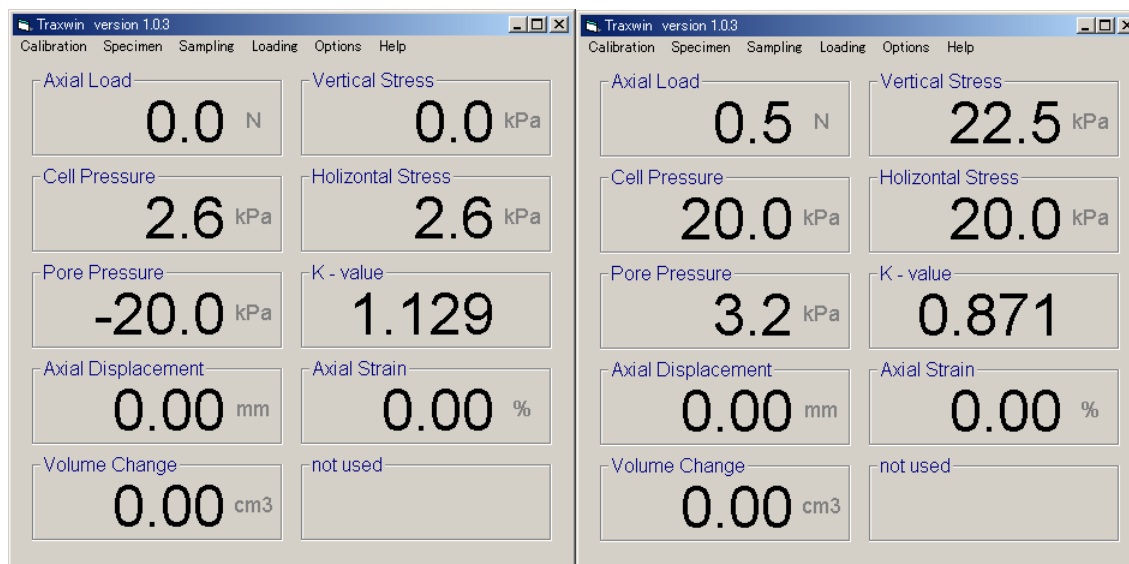 Traxwin version 1.0.3
Calibration Specimen Sampling Loading Options Help
Axial Load
0.0 N
Vertical Stress
0.0 kPa
Cell Pressure
2.6 kPa
Holizontal Stress
2.6 kPa
Pore Pressure
-20.0 kPa
K - value
1.129
Axial Displacement
0.00 mm
Axial Strain
0.00 %
Volume Change
0.00 cm3
not used
Traxwin version 1.0.3
Calibration Specimen Sampling Loading Options Help
Axial Load
0.5 N
Vertical Stress
22.5 kPa
Cell Pressure
20.0 kPa
Holizontal Stress
20.0 kPa
Pore Pressure
3.2 kPa
K - value
0.871
Axial Displacement
0.00 mm
Axial Strain
0.00 %
Volume Change
0.00 cm3
not used